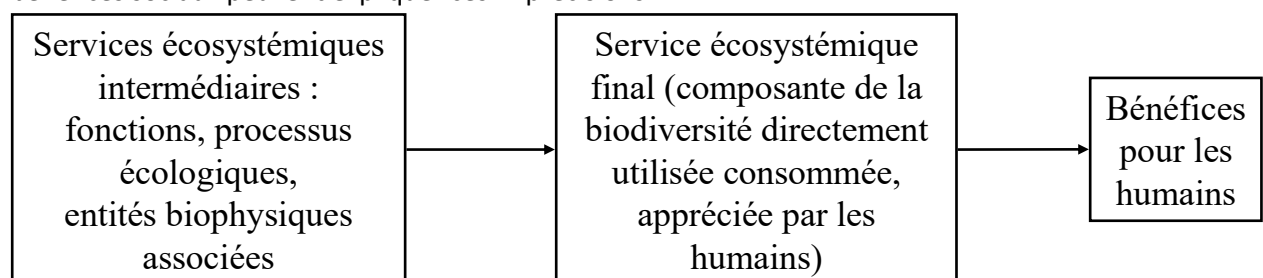 Services écosystémiques
intermédiaires :
fonctions, processus
écologiques,
entités biophysiques
associées
Service écosystémique
final (composante de la
biodiversité directement
utilisée consommée,
appréciée par les
humains)
Bénéfices
pour les
humains